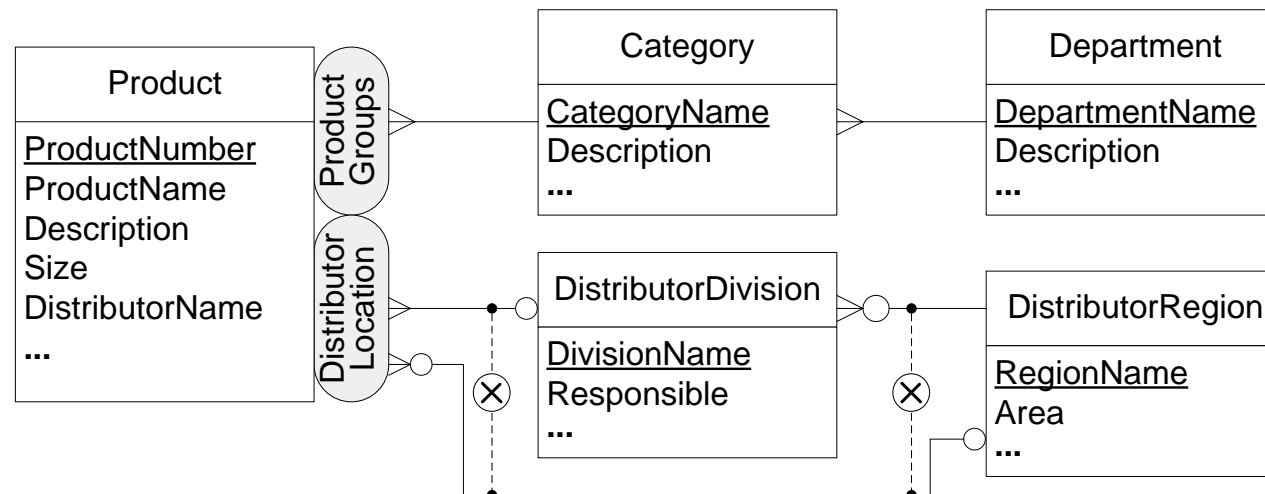 Product
ProductNumber
ProductName
Description
Size
DistributorName
...
Product
Groups
Distributor
Location
Category
CategoryName
Description
...
Department
DepartmentName
Description
...
DistributorDivision
DivisionName
Responsible
...
DistributorRegion
RegionName
Area
...